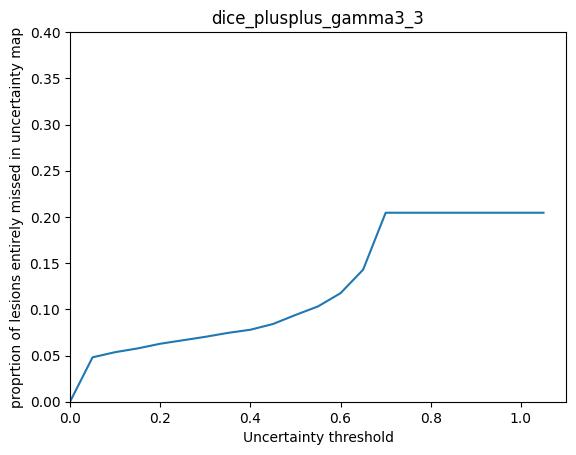 dice_plusplus_gamma3_3
proprtion of lesions entirely missed in uncertainty map
0.40
0.35
0.30
0.25
0.20
0.15
0.10
0.05
0.00
0.0 0.2 0.4 0.6 0.8 1.0
Uncertainty threshold